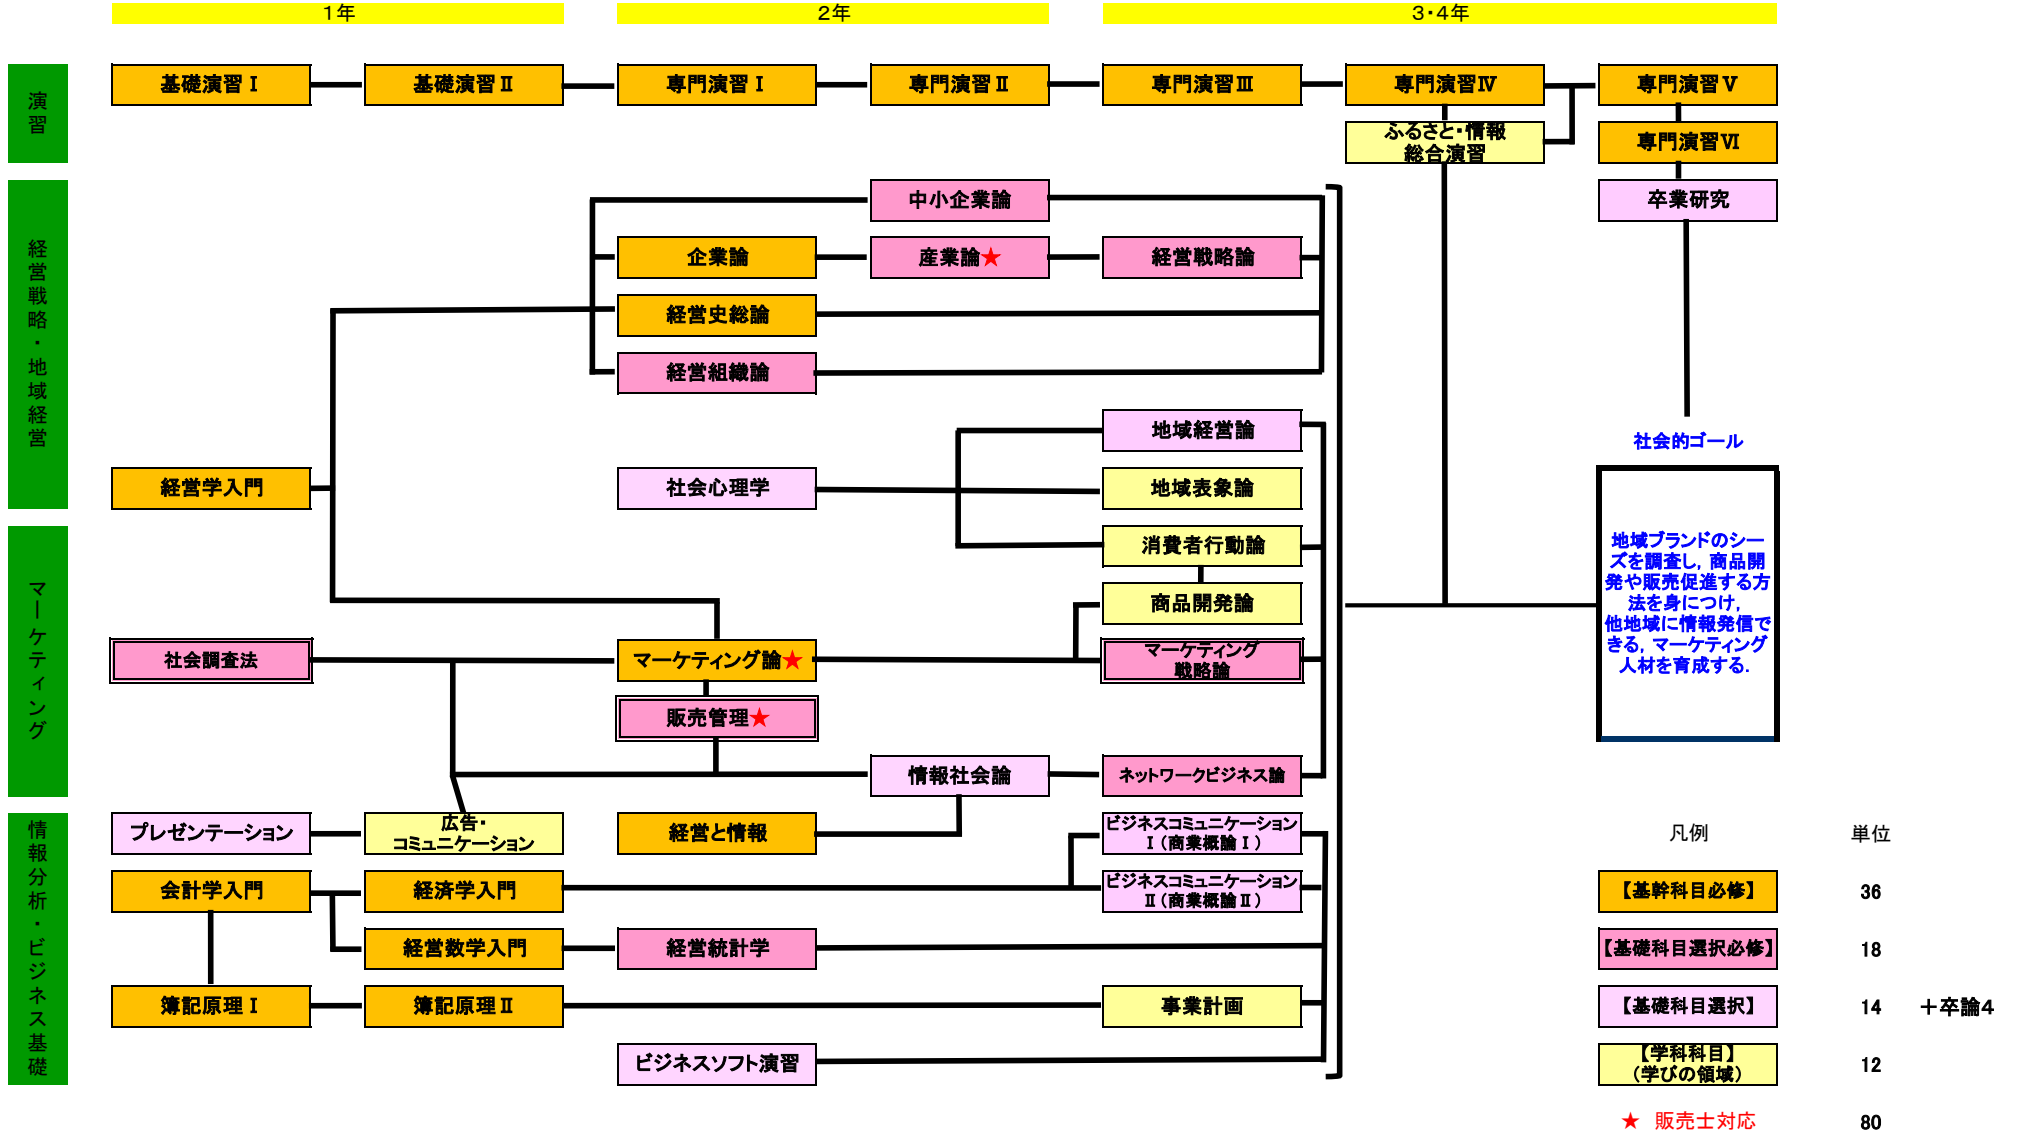 1年
2年
3・4年
演習
基礎演習Ⅰ
基礎演習Ⅱ
専門演習Ⅰ
専門演習Ⅱ
専門演習Ⅲ
専門演習Ⅳ
専門演習Ⅴ
ふるさと・情報
総合演習
専門演習Ⅵ
経営戦略・地域経営
中小企業論
卒業研究
企業論
産業論★
経営戦略論
経営史総論
経営組織論
地域経営論
社会的ゴール
経営学入門
社会心理学
地域表象論
マーケティング
消費者行動論
商品開発論
地域ブランドのシー
ズを調査し,商品開
発や販売促進する方
法を身につけ,
他地域に情報発信で
きる,マーケティング
人材を育成する.
社会調査法
マーケティング論★
マーケティング
戦略論
販売管理★
情報社会論
ネットワークビジネス論
情報分析・ビジネス基礎
プレゼンテーション
広告・
コミュニケーション
経営と情報
ビジネスコミュニケーション
Ⅰ(商業概論Ⅰ)
凡例
単位
会計学入門
経済学入門
ビジネスコミュニケーション
Ⅱ(商業概論Ⅱ)
【基幹科目必修】
36
経営数学入門
経営統計学
【基礎科目選択必修】
18
簿記原理Ⅰ
簿記原理Ⅱ
事業計画
【基礎科目選択】
14
+卒論4
ビジネスソフト演習
【学科科目】
(学びの領域)
12
★ 販売士対応
80